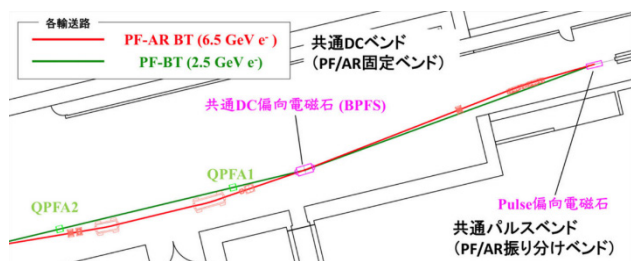 各輸送路
PF-AR BT (6.5 GeV e⁻ )
PF-BT (2.5 GeV e⁻)
共通DCベンド
(PF/AR固定ベンド)
共通DC偏向電磁石 (BPFS)
QPFA1
QPFA2
Pulse偏向電磁石
共通パルスベンド
(PF/AR振り分けベンド)